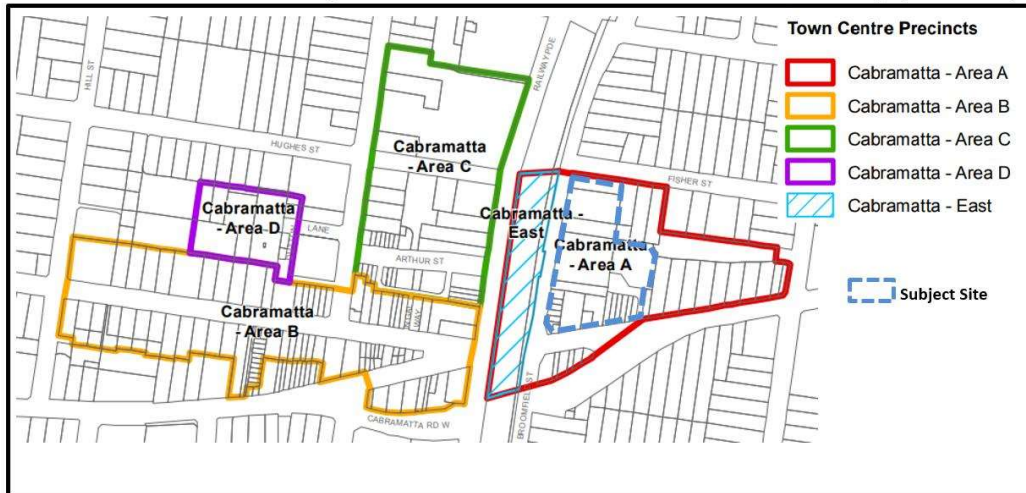 Town Centre Precincts
Cabramatta - Area A
Cabramatta - Area B
Cabramatta - Area C
Cabramatta - Area D
Cabramatta - East
Subject Site
HILL ST
HUGHES ST
RAILWAY PDE
FISHER ST
Cabramatta
- Area C
Cabramatta
- Area D
LANE
ARTHUR ST
Cabramatta -
East
Cabramatta
- Area A
Cabramatta
- Area B
WAY
CABRAMATTA RD W
BROOMFIELD ST